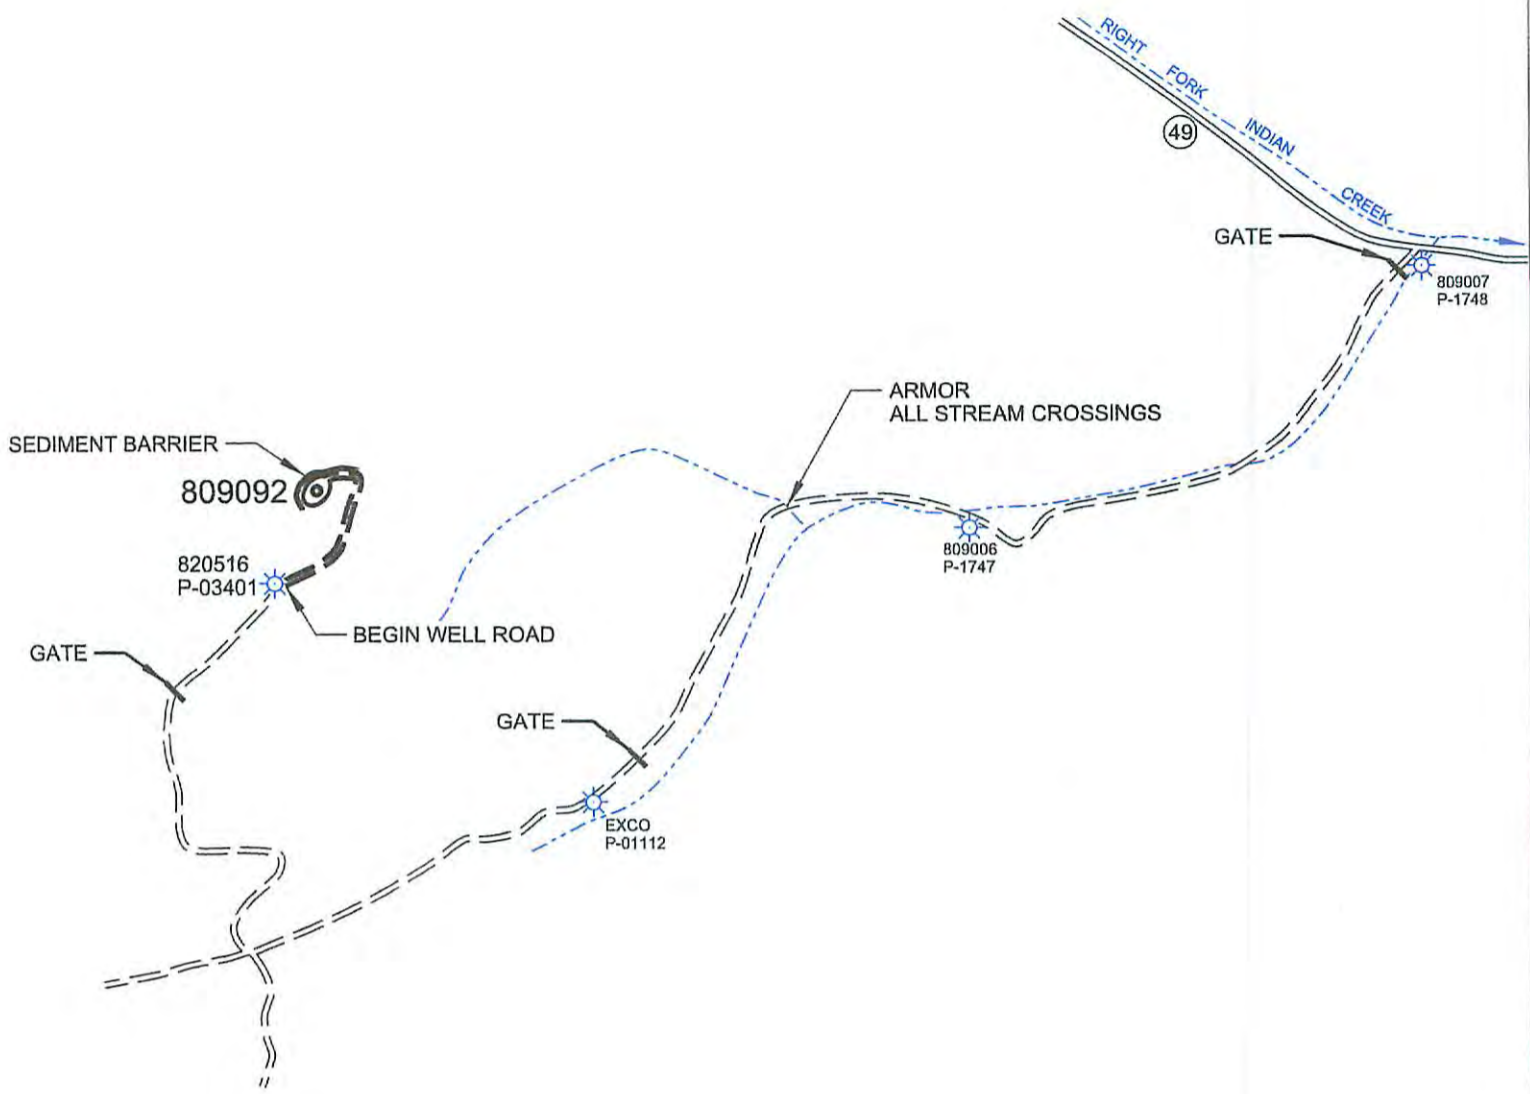 RIGHT FORK INDIAN CREEK
49
GATE
809007
P-1748
ARMOR
ALL STREAM CROSSINGS
SEDIMENT BARRIER
809092
809006
P-1747
820516
P-03401
BEGIN WELL ROAD
GATE
GATE
EXCO
P-01112